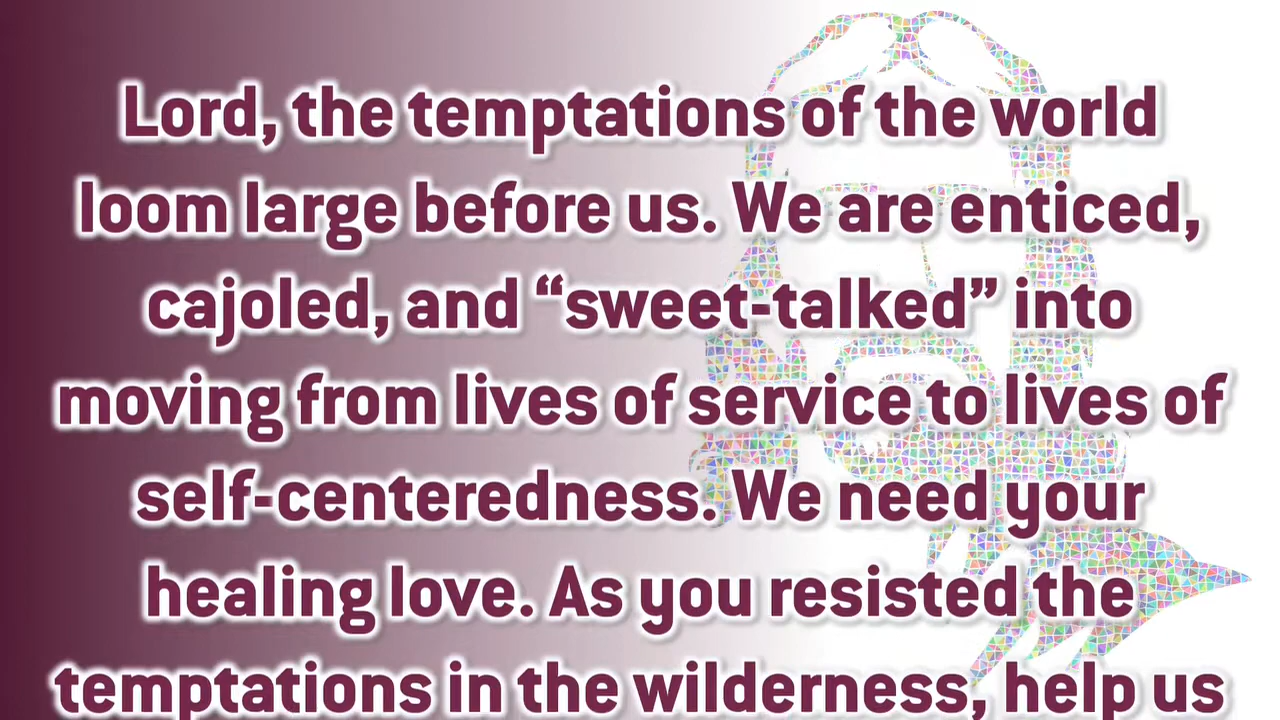 Lord, the temptations of the world
loom large before us. We are enticed,
cajoled, and “sweet-talked” into
moving from lives of service to lives of
self-centeredness. We need your
healing love. As you resisted the
temptations in the wilderness, help us